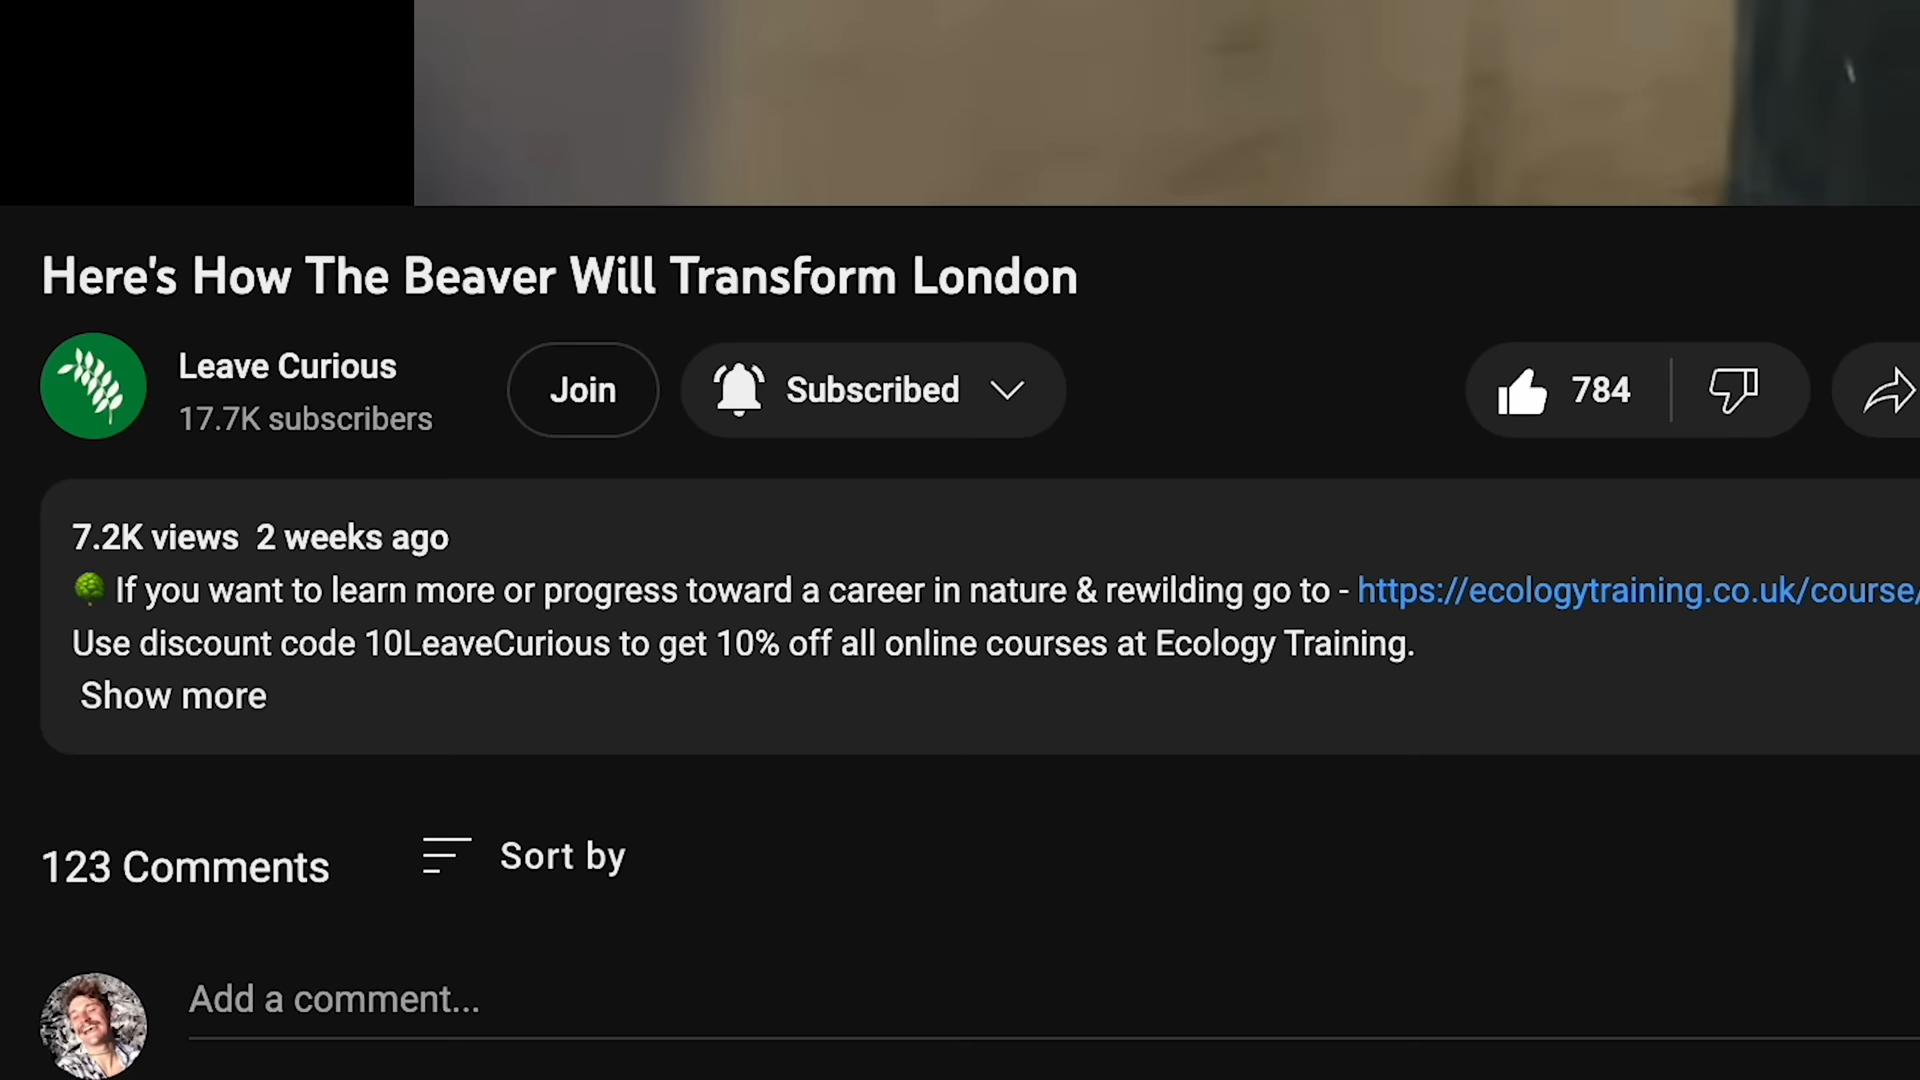 Here's How The Beaver Will Transform London
Leave Curious
17.7K subscribers
Join
Subscribed
784
7.2K views 2 weeks ago
🌳 If you want to learn more or progress toward a career in nature & rewilding go to - https://ecologytraining.co.uk/course/
Use discount code 10LeaveCurious to get 10% off all online courses at Ecology Training.
Show more
123 Comments
Sort by
Add a comment...